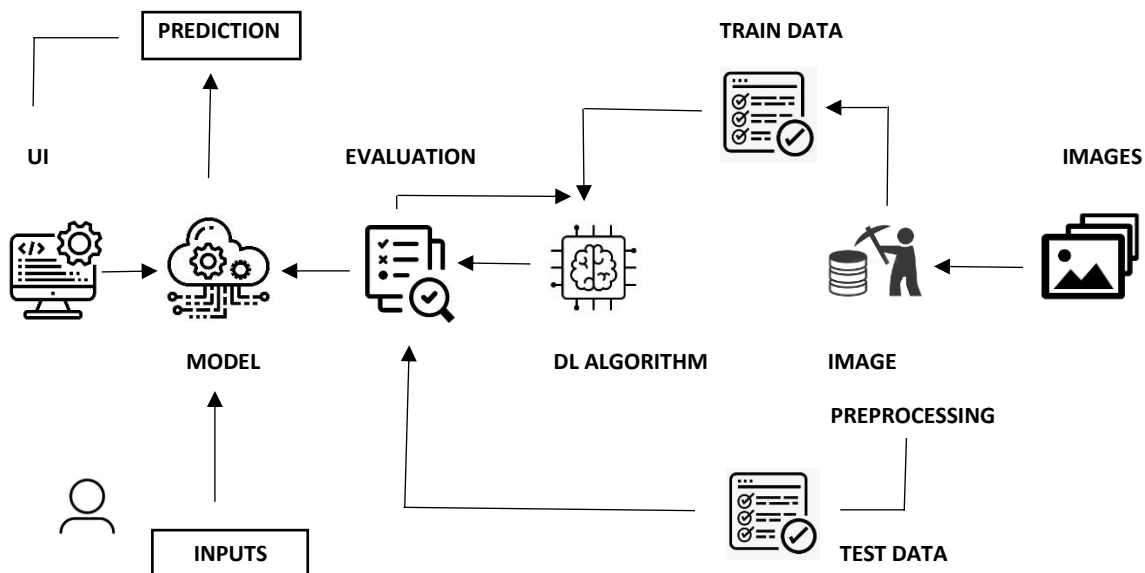 PREDICTION
TRAIN DATA
UI
EVALUATION
IMAGES
</>
MODEL
DL ALGORITHM
IMAGE
PREPROCESSING
INPUTS
TEST DATA